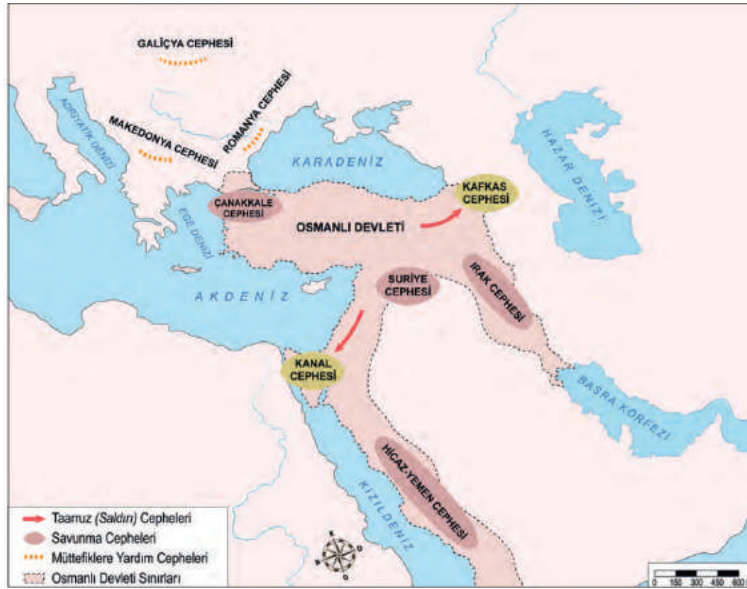 GALİÇYA CEPHESİ
MAKEDONYA CEPHESİ
ROMANYA CEPHESİ
ADRİYATİK DENİZİ
KARADENİZ
HAZAR DENİZİ
KAFKAS
CEPHESİ
ÇANAKKALE
CEPHESİ
EGE DENİZİ
OSMANLI DEVLETİ
AKDENİZ
SURİYE
CEPHESİ
IRAK CEPHESİ
KANAL
CEPHESİ
BASRA KÖRFEZİ
HİCAZ-YEMEN CEPHESİ
KIZILDENİZ
Taarruz (Saldırı) Cepheleri
Savunma Cepheleri
Müttefiklere Yardım Cepheleri
Osmanlı Devleti Sınırları
0 150 300 450 600